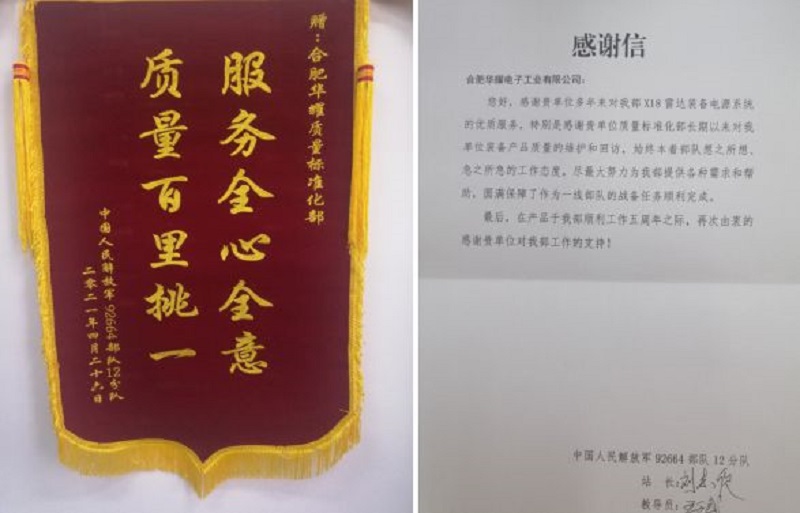 赠：合肥华耀质量标准化部
服务全心全意
质量百里挑一
中国人民解放军92664部队12分队
二零二一年四月二十六日
感谢信
合肥华耀电子工业有限公司：
您好，感谢贵单位多年来对我部X18雷达装备电源系统
的优质服务，特别是感谢贵单位质量标准化部长期以来对我
单位装备产品质量的维护和回访，始终本着部队想之所想、
急之所急的工作态度，尽最大努力为我部提供各种需求和帮
助，圆满保障了作为一线部队的战备任务顺利完成。
最后，在产品于我部顺利工作五周年之际，再次由衷的
感谢贵单位对我部工作的支持！
中国人民解放军92664部队12分队
站 长：
教导员：